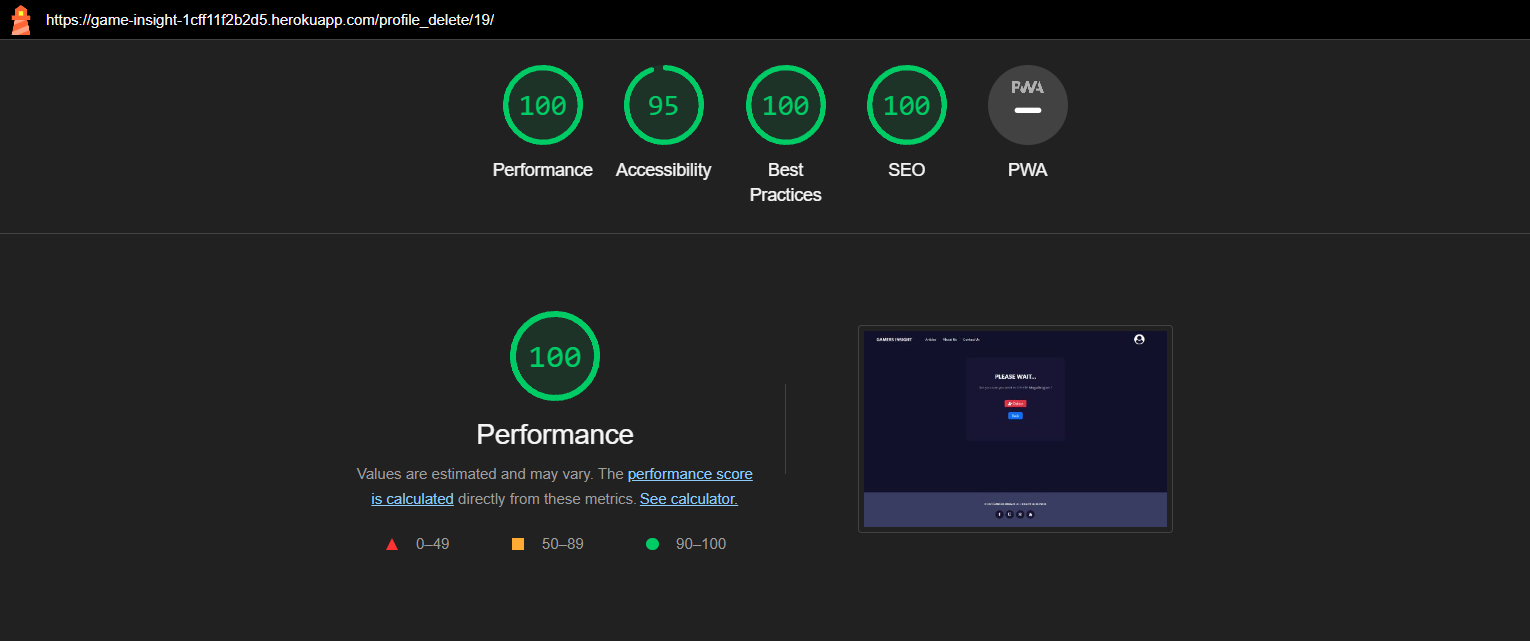 https://game-insight-1cff11f2b2d5.herokuapp.com/profile_delete/19/
100
95
100
100
PWA
Performance
Accessibility
Best
Practices
SEO
PWA
100
Performance
Values are estimated and may vary. The performance score
is calculated directly from these metrics. See calculator.
0–49
50–89
90–100
GAMERS INSIGHT
Articles
About Us
Contact Us
PLEASE WAIT...
Delete
Back